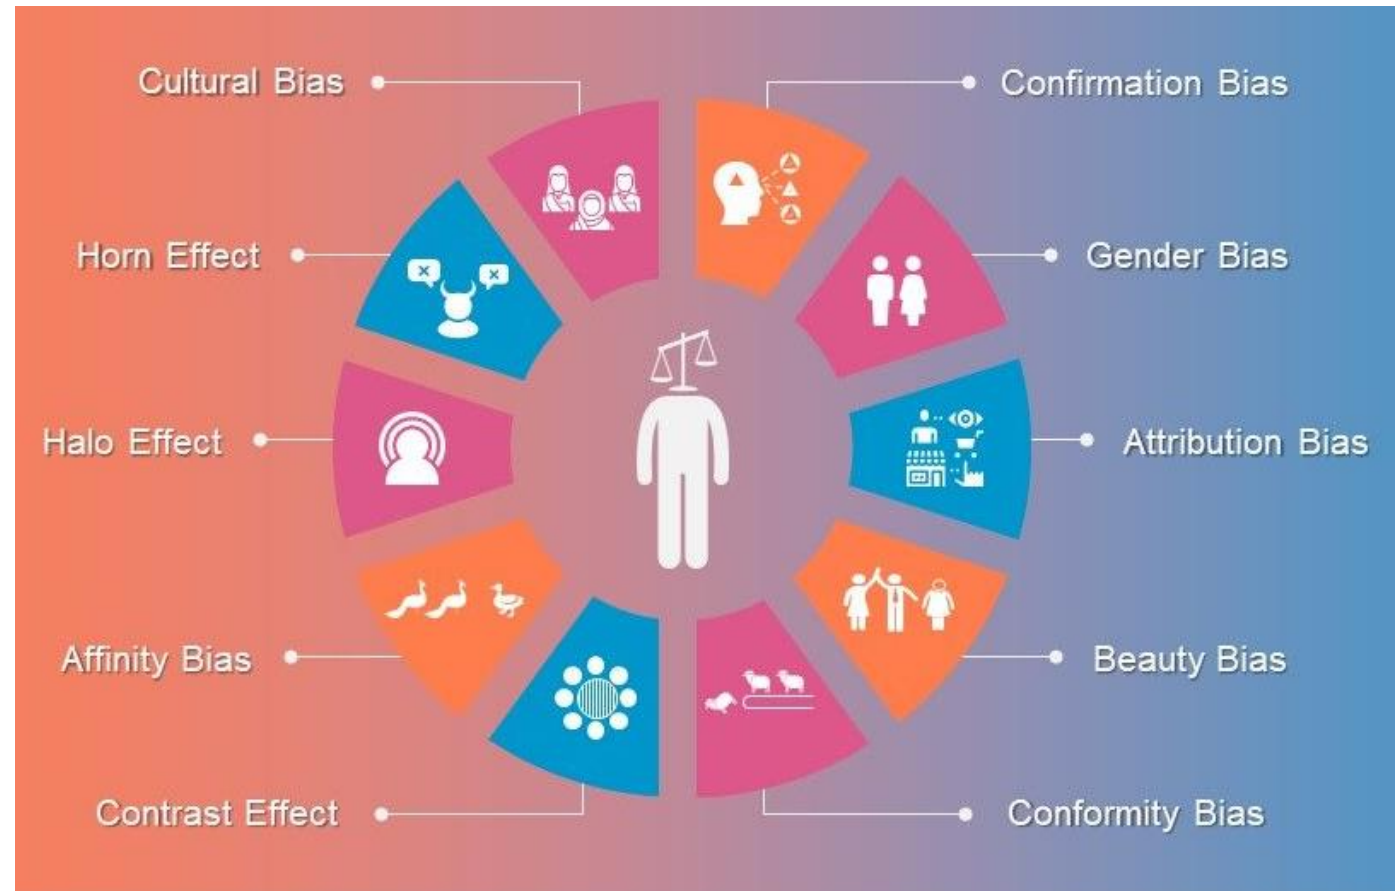 Cultural Bias
Confirmation Bias
Horn Effect
Gender Bias
Halo Effect
Attribution Bias
Affinity Bias
Beauty Bias
Contrast Effect
Conformity Bias